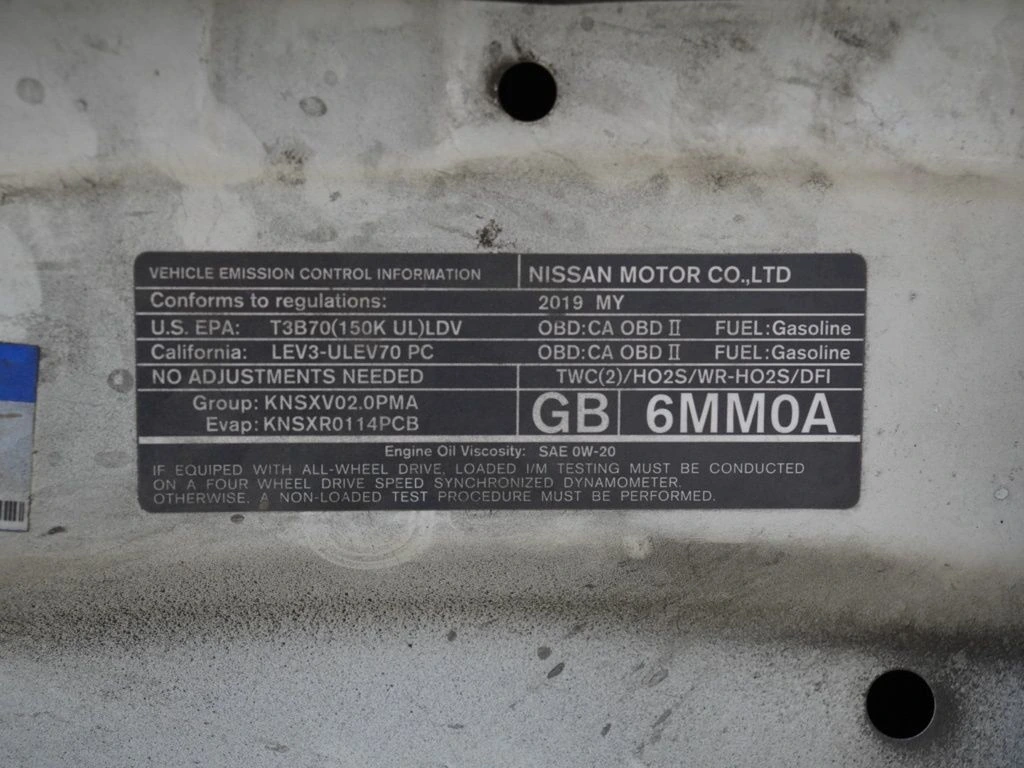 VEHICLE EMISSION CONTROL INFORMATION NISSAN MOTOR CO.,LTD
Conforms to regulations: 2019 MY
U.S. EPA: T3B70(150K UL)LDV OBD:CA OBD II FUEL:Gasoline
California: LEV3-ULEV70 PC OBD:CA OBD II FUEL:Gasoline
NO ADJUSTMENTS NEEDED TWC(2)/HO2S/WR-HO2S/DFI
Group: KNSXV02.0PMA
Evap: KNSXR0114PCB
GB 6MM0A
Engine Oil Viscosity: SAE 0W-20
IF EQUIPED WITH ALL-WHEEL DRIVE, LOADED I/M TESTING MUST BE CONDUCTED
ON A FOUR WHEEL DRIVE SPEED SYNCHRONIZED DYNAMOMETER.
OTHERWISE, A NON-LOADED TEST PROCEDURE MUST BE PERFORMED.